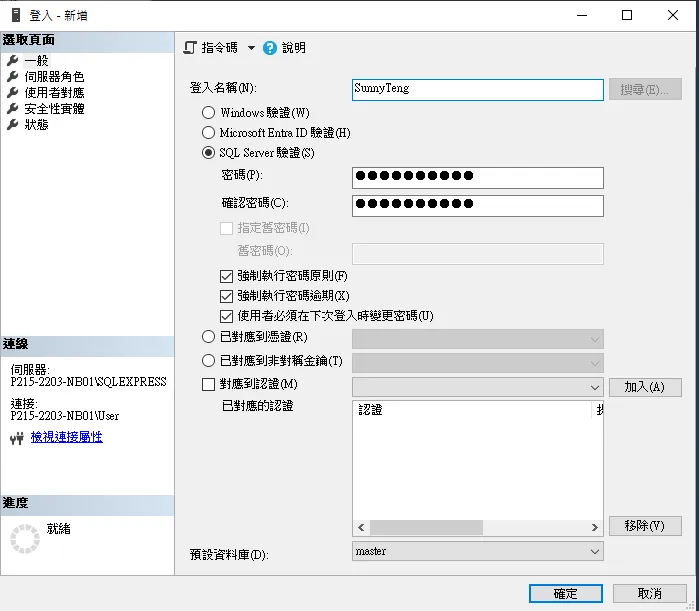 登入 - 新增
選取頁面
一般
伺服器角色
使用者對應
安全性實體
狀態
指令碼
說明
登入名稱(N):
SunnyTeng
搜尋(E)...
Windows 驗證(W)
Microsoft Entra ID 驗證(H)
SQL Server 驗證(S)
密碼(P):
●●●●●●●●●●
確認密碼(C):
●●●●●●●●●●
指定舊密碼(I)
舊密碼(O):
強制執行密碼原則(F)
強制執行密碼逾期(X)
使用者必須在下次登入時變更密碼(U)
已對應到憑證(R)
已對應到非對稱金鑰(T)
對應到認證(M)
加入(A)
已對應的認證
認證
移除(V)
預設資料庫(D):
master
連線
伺服器:
P215-2203-NB01\SQLEXPRESS
連接:
P215-2203-NB01\User
檢視連接屬性
進度
就緒
確定
取消